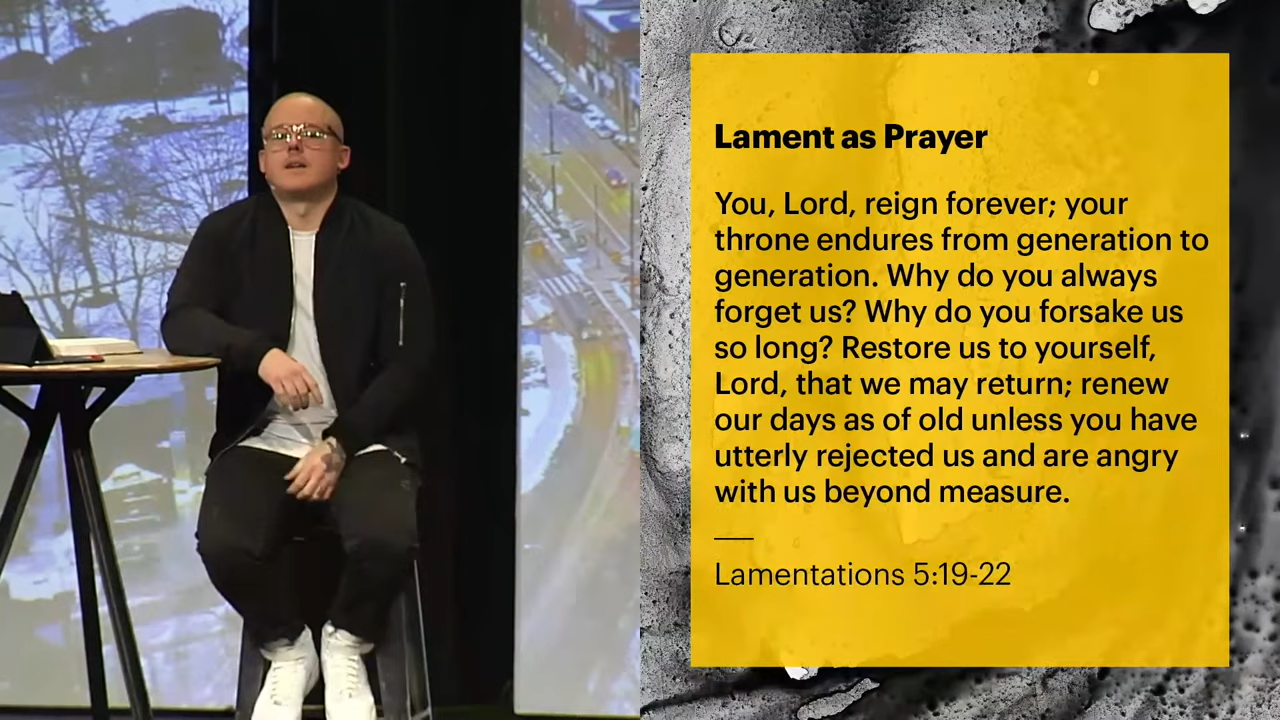 Lament as Prayer
You, Lord, reign forever; your
throne endures from generation to
generation. Why do you always
forget us? Why do you forsake us
so long? Restore us to yourself,
Lord, that we may return; renew
our days as of old unless you have
utterly rejected us and are angry
with us beyond measure.
Lamentations 5:19-22